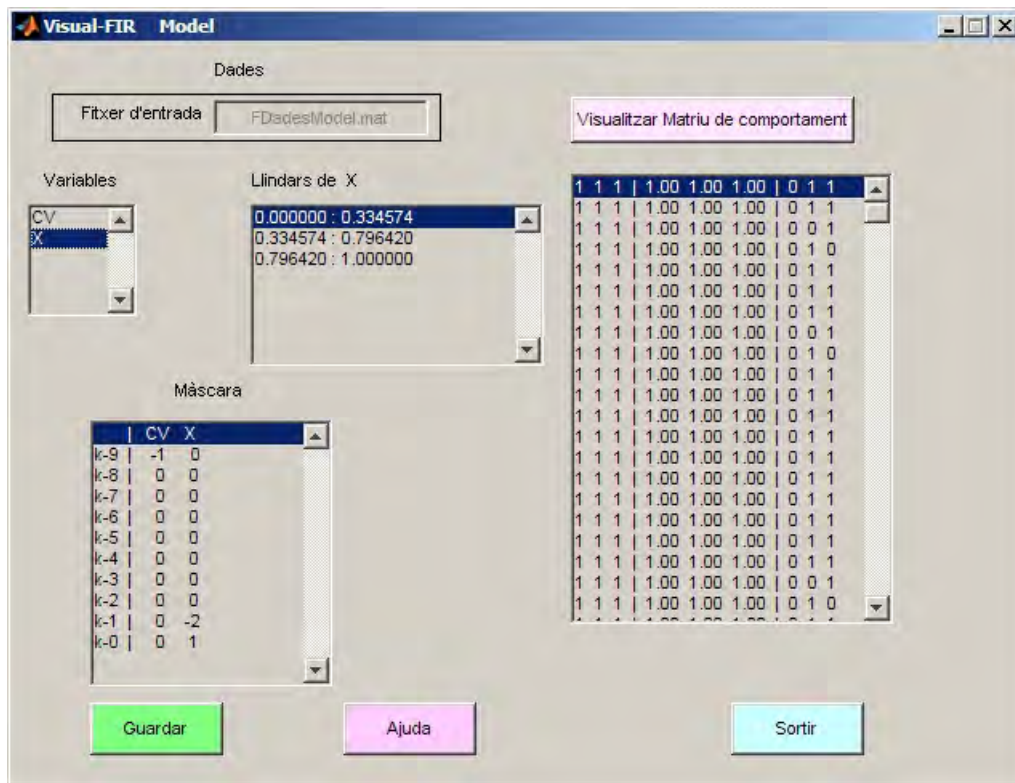 Visual-FIR Model
Dades
Fitxer d'entrada FDadesModel.mat
Visualitzar Matriu de comportament
Variables
CV
X
Llindars de X
0.000000 : 0.334574
0.334574 : 0.796420
0.796420 : 1.000000
1 1 1 | 1.00 1.00 1.00 | 0 1 1
1 1 1 | 1.00 1.00 1.00 | 0 1 1
1 1 1 | 1.00 1.00 1.00 | 0 0 1
1 1 1 | 1.00 1.00 1.00 | 0 1 0
1 1 1 | 1.00 1.00 1.00 | 0 1 1
1 1 1 | 1.00 1.00 1.00 | 0 1 1
1 1 1 | 1.00 1.00 1.00 | 0 1 1
1 1 1 | 1.00 1.00 1.00 | 0 0 1
1 1 1 | 1.00 1.00 1.00 | 0 1 0
1 1 1 | 1.00 1.00 1.00 | 0 1 1
1 1 1 | 1.00 1.00 1.00 | 0 1 1
1 1 1 | 1.00 1.00 1.00 | 0 1 1
1 1 1 | 1.00 1.00 1.00 | 0 1 1
1 1 1 | 1.00 1.00 1.00 | 0 1 1
1 1 1 | 1.00 1.00 1.00 | 0 1 1
1 1 1 | 1.00 1.00 1.00 | 0 1 1
1 1 1 | 1.00 1.00 1.00 | 0 1 1
1 1 1 | 1.00 1.00 1.00 | 0 1 1
1 1 1 | 1.00 1.00 1.00 | 0 1 1
1 1 1 | 1.00 1.00 1.00 | 0 0 1
1 1 1 | 1.00 1.00 1.00 | 0 1 0
Màscara
| CV X
k-9 | -1 0
k-8 | 0 0
k-7 | 0 0
k-6 | 0 0
k-5 | 0 0
k-4 | 0 0
k-3 | 0 0
k-2 | 0 0
k-1 | 0 -2
k-0 | 0 1
Guardar
Ajuda
Sortir